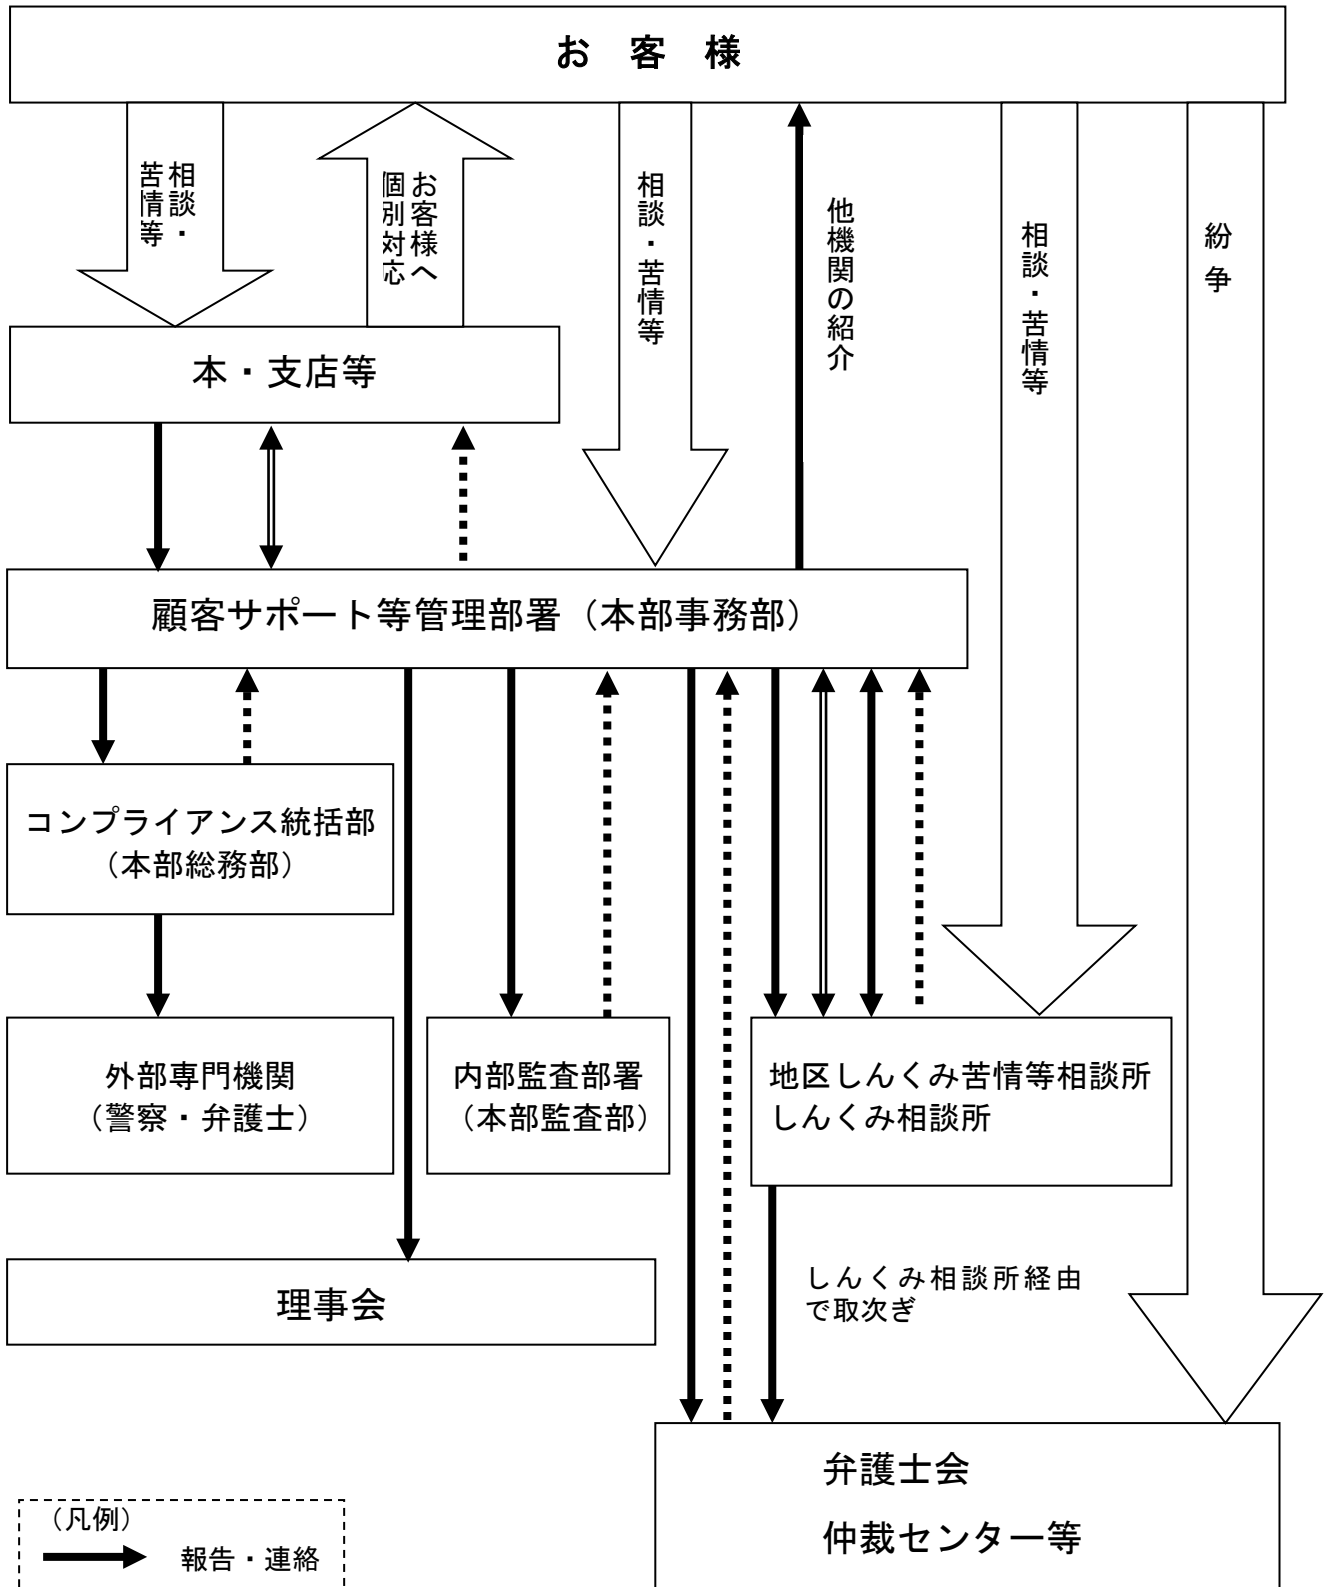 お 客 様
相談・
苦情等
お客様へ
個別対応
相談・苦情等
他機関の紹介
相談・苦情等
紛争
本・支店等
顧客サポート等管理部署（本部事務部）
コンプライアンス統括部
（本部総務部）
外部専門機関
（警察・弁護士）
内部監査部署
（本部監査部）
地区しんくみ苦情等相談所
しんくみ相談所
理事会
しんくみ相談所経由
で取次ぎ
弁護士会
仲裁センター等
（凡例）
報告・連絡